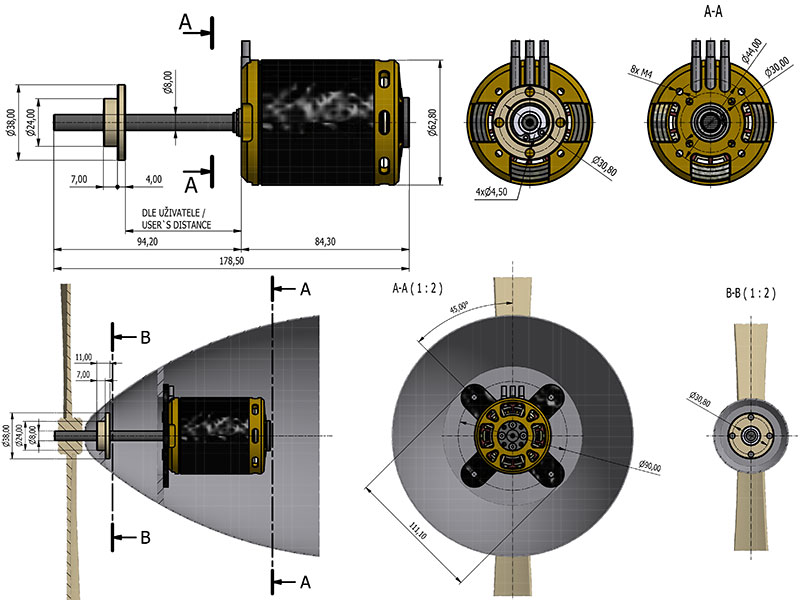 A
A
Ø38,00
Ø24,00
Ø8,00
Ø62,80
7,00
4,00
DLE UŽIVATELE /
USER`S DISTANCE
94,20
84,30
178,50
4xØ4,50
Ø30,80
A-A
8x M4
Ø44,00
Ø30,00
B
B
A
A
11,00
7,00
Ø38,00
Ø24,00
Ø8,00
A-A ( 1 : 2 )
45,00°
Ø90,00
111,10
B-B ( 1 : 2 )
Ø30,80